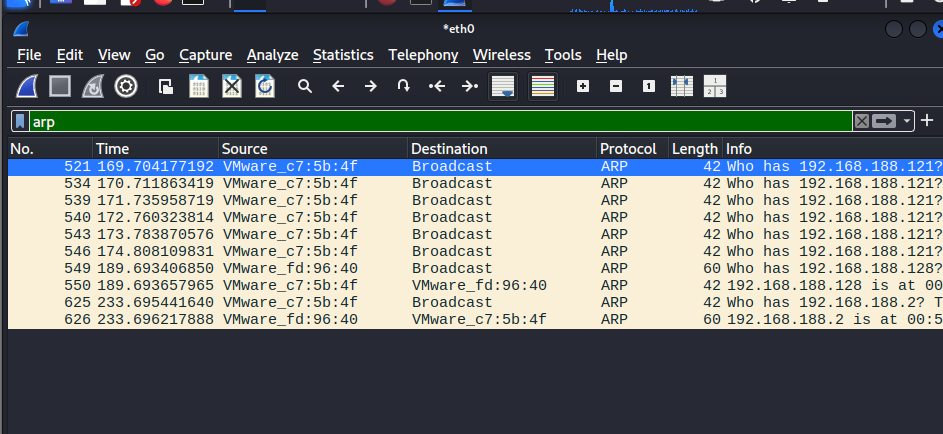 *eth0
File Edit View Go Capture Analyze Statistics Telephony Wireless Tools Help
arp
No. Time Source Destination Protocol Length Info
521 169.704177192 VMware_c7:5b:4f Broadcast ARP 42 Who has 192.168.188.121?
534 170.711863419 VMware_c7:5b:4f Broadcast ARP 42 Who has 192.168.188.121?
539 171.735958719 VMware_c7:5b:4f Broadcast ARP 42 Who has 192.168.188.121?
540 172.760323814 VMware_c7:5b:4f Broadcast ARP 42 Who has 192.168.188.121?
543 173.783870576 VMware_c7:5b:4f Broadcast ARP 42 Who has 192.168.188.121?
546 174.808109831 VMware_c7:5b:4f Broadcast ARP 42 Who has 192.168.188.121?
549 189.693406850 VMware_fd:96:40 Broadcast ARP 60 Who has 192.168.188.128?
550 189.693657965 VMware_c7:5b:4f VMware_fd:96:40 ARP 42 192.168.188.128 is at 00
625 233.695441640 VMware_c7:5b:4f Broadcast ARP 42 Who has 192.168.188.2? T
626 233.696217888 VMware_fd:96:40 VMware_c7:5b:4f ARP 60 192.168.188.2 is at 00:5